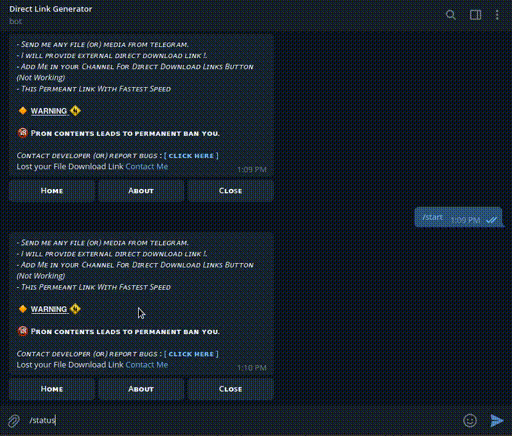 Direct Link Generator
bot
- Send me any file (or) media from telegram.
- I will provide external direct download link !.
- Add Me in your Channel For Direct Download Links Button
(Not Working)
- This Permeant Link With Fastest Speed
WARNING
Pron contents leads to permanent ban you.
Contact developer (or) report bugs : [ CLICK HERE ]
Lost your File Download Link Contact Me
1:09 PM
Home About Close
/start 1:09 PM
- Send me any file (or) media from telegram.
- I will provide external direct download link !.
- Add Me in your Channel For Direct Download Links Button
(Not Working)
- This Permeant Link With Fastest Speed
WARNING
Pron contents leads to permanent ban you.
Contact developer (or) report bugs : [ CLICK HERE ]
Lost your File Download Link Contact Me
1:10 PM
Home About Close
/status